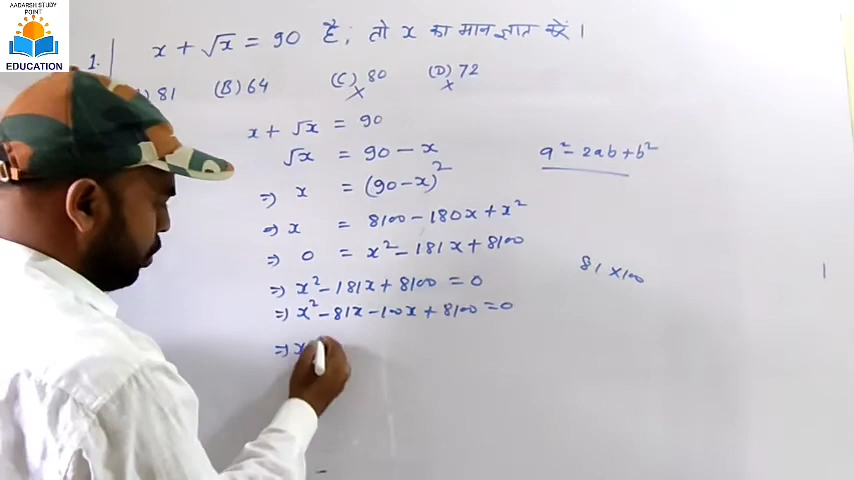 AADARSH STUDY
POINT
EDUCATION
1. x + √x = 90 है, तो x का मान ज्ञात करें।
) 81 (B) 64 (C) 80 (D) 72
x + √x = 90
√x = 90 - x
⇒ x = (90-x)²
⇒ x = 8100 - 180x + x²
⇒ 0 = x² - 181x + 8100
⇒ x² - 181x + 8100 = 0
⇒ x² - 81x - 100x + 8100 = 0
⇒ x
a² - 2ab + b²
81 x 100